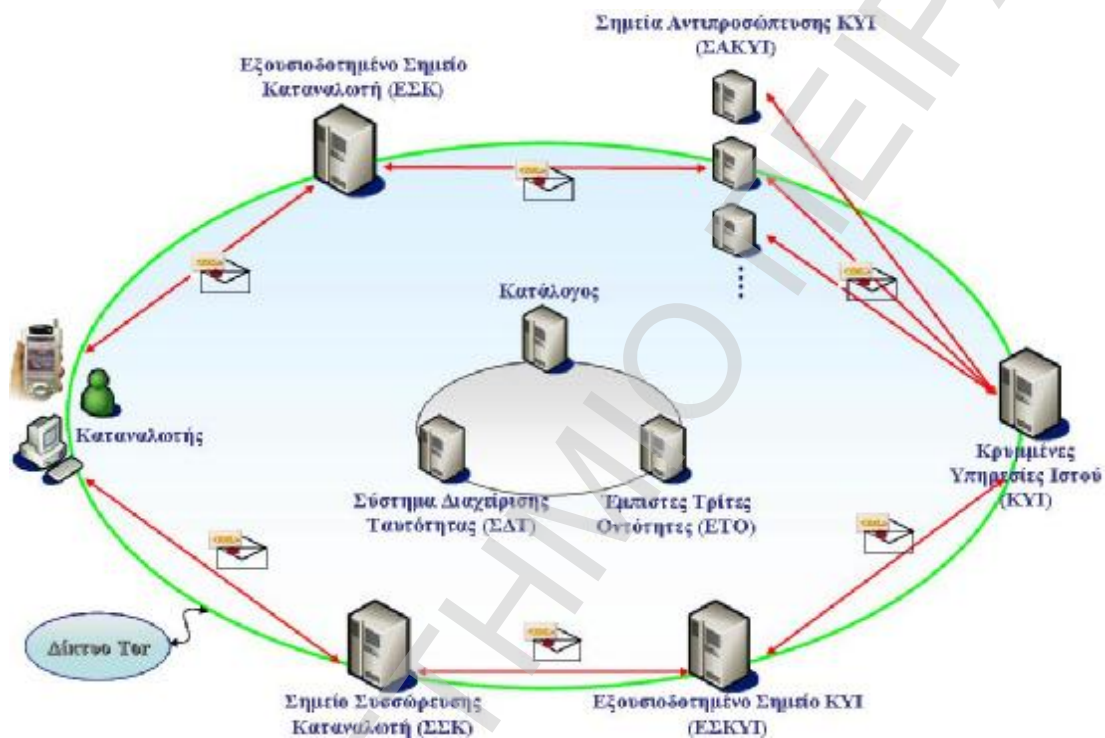 Σημεία Αντιπροσώπευσης ΚΥΙ
(ΣΑΚΥΙ)
Εξουσιοδοτημένο Σημείο
Καταναλωτή (ΕΣΚ)
Κατάλογος
Καταναλωτής
Κρυμμένες
Υπηρεσίες Ιστού
(ΚΥΙ)
Σύστημα Διαχείρισης
Ταυτότητας (ΣΔΤ)
Έμπιστες Τρίτες
Οντότητες (ΕΤΟ)
Δίκτυο Tor
Σημείο Συσσώρευσης
Καταναλωτή (ΣΣΚ)
Εξουσιοδοτημένο Σημείο ΚΥΙ
(ΕΣΚΥΙ)